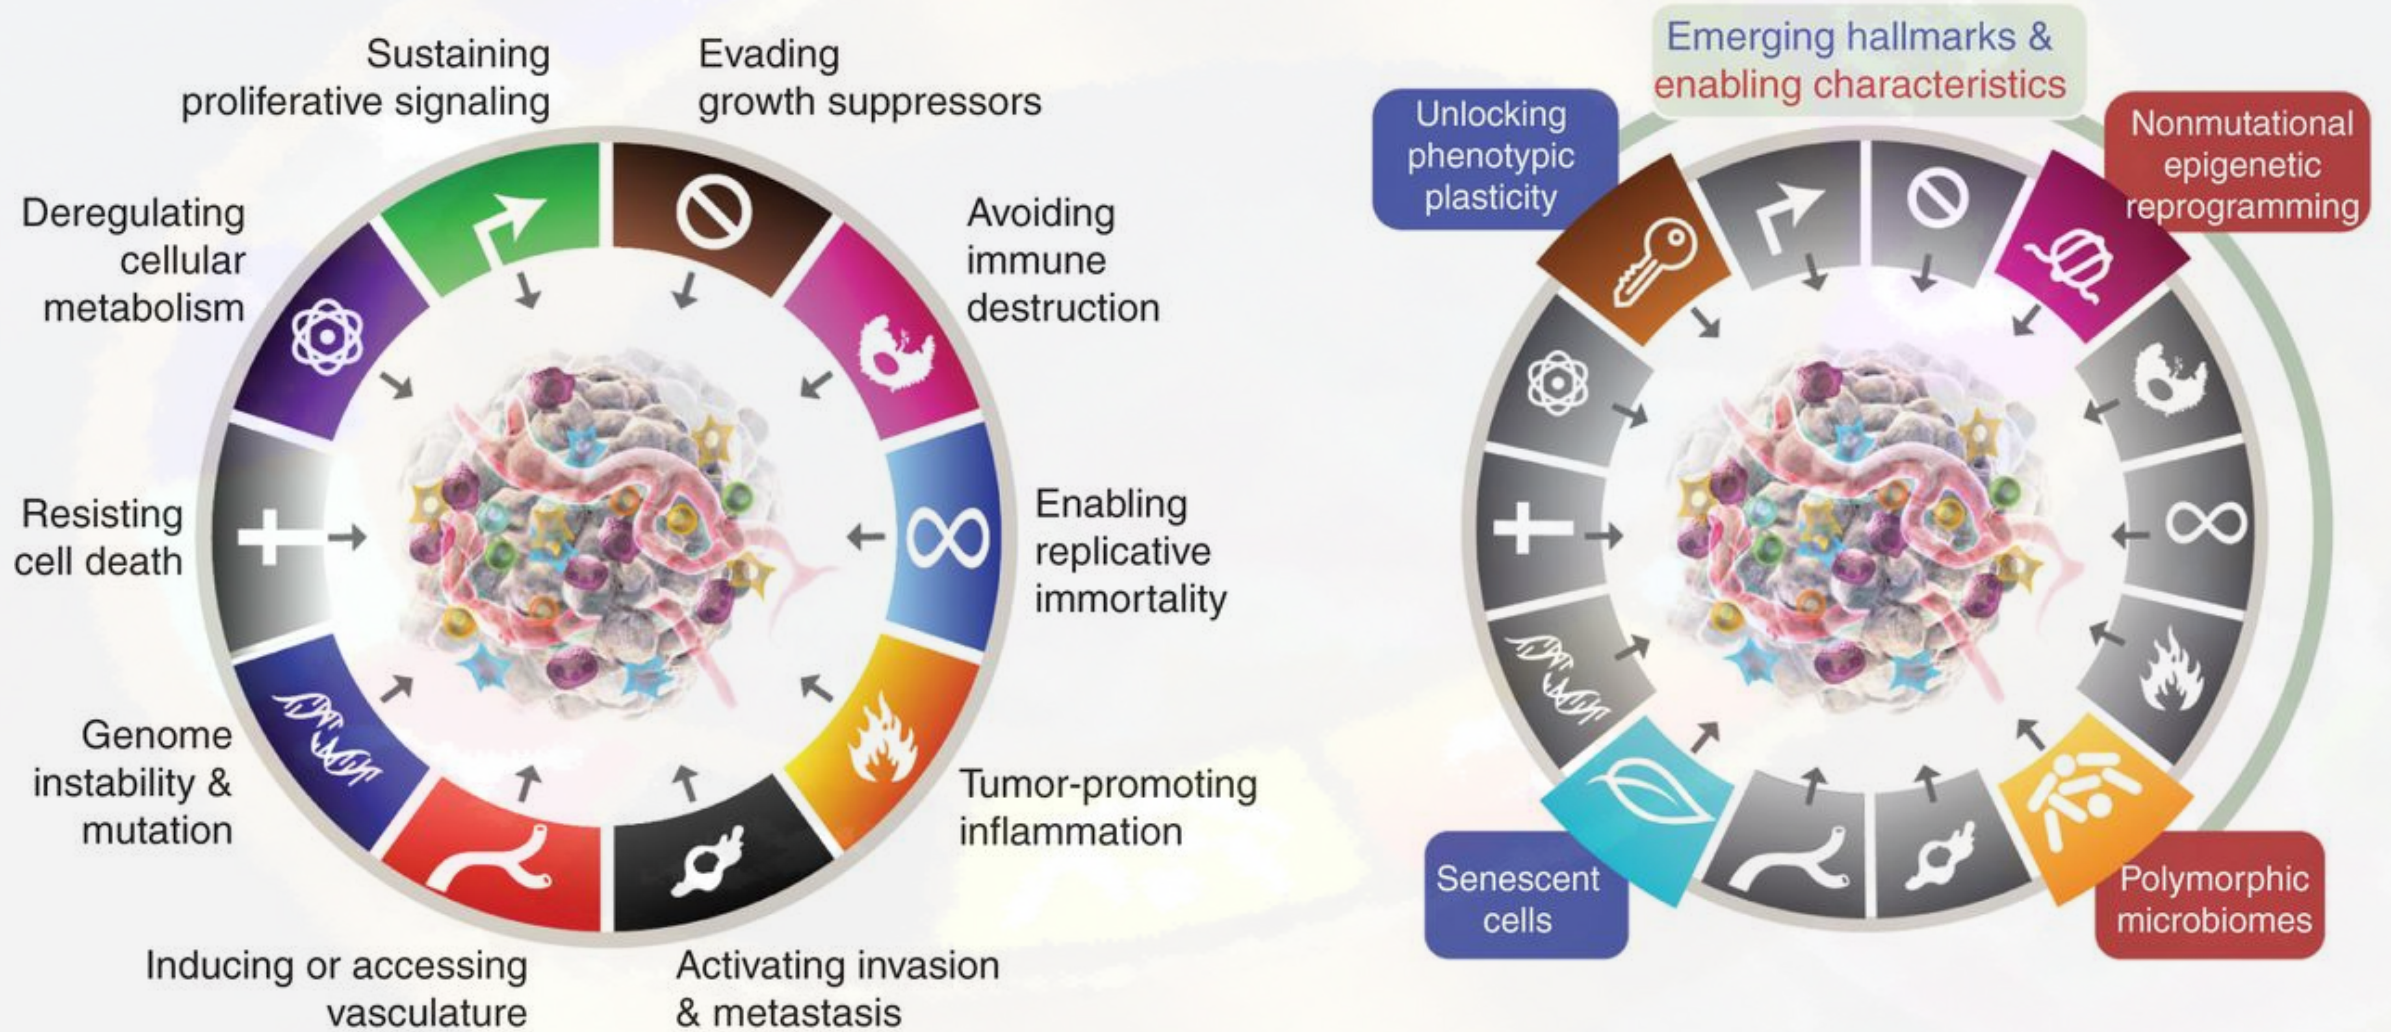 Sustaining
proliferative signaling
Evading
growth suppressors
Deregulating
cellular
metabolism
Avoiding
immune
destruction
Resisting
cell death
Enabling
replicative
immortality
Genome
instability &
mutation
Tumor-promoting
inflammation
Inducing or accessing
vasculature
Activating invasion
& metastasis
Emerging hallmarks &
enabling characteristics
Unlocking
phenotypic
plasticity
Nonmutational
epigenetic
reprogramming
Senescent
cells
Polymorphic
microbiomes